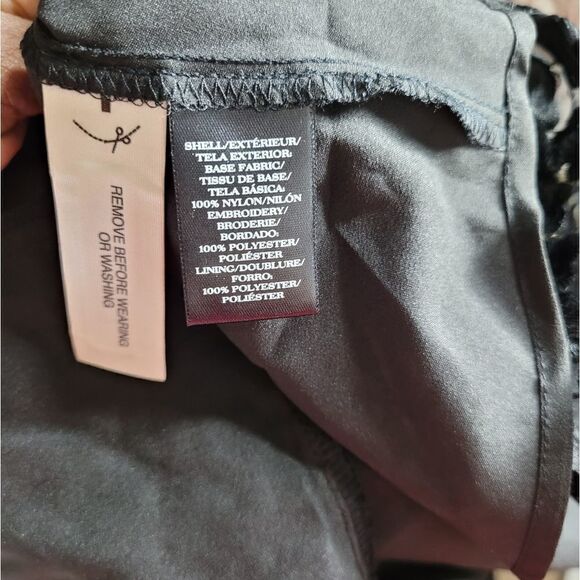 REMOVE BEFORE WEARING
OR WASHING
SHELL/EXTÉRIEUR/
TELA EXTERIOR:
BASE FABRIC/
TISSU DE BASE/
TELA BÁSICA:
100% NYLON/NILÓN
EMBROIDERY/
BRODERIE/
BORDADO:
100% POLYESTER/
POLIÉSTER
LINING/DOUBLURE/
FORRO:
100% POLYESTER/
POLIÉSTER